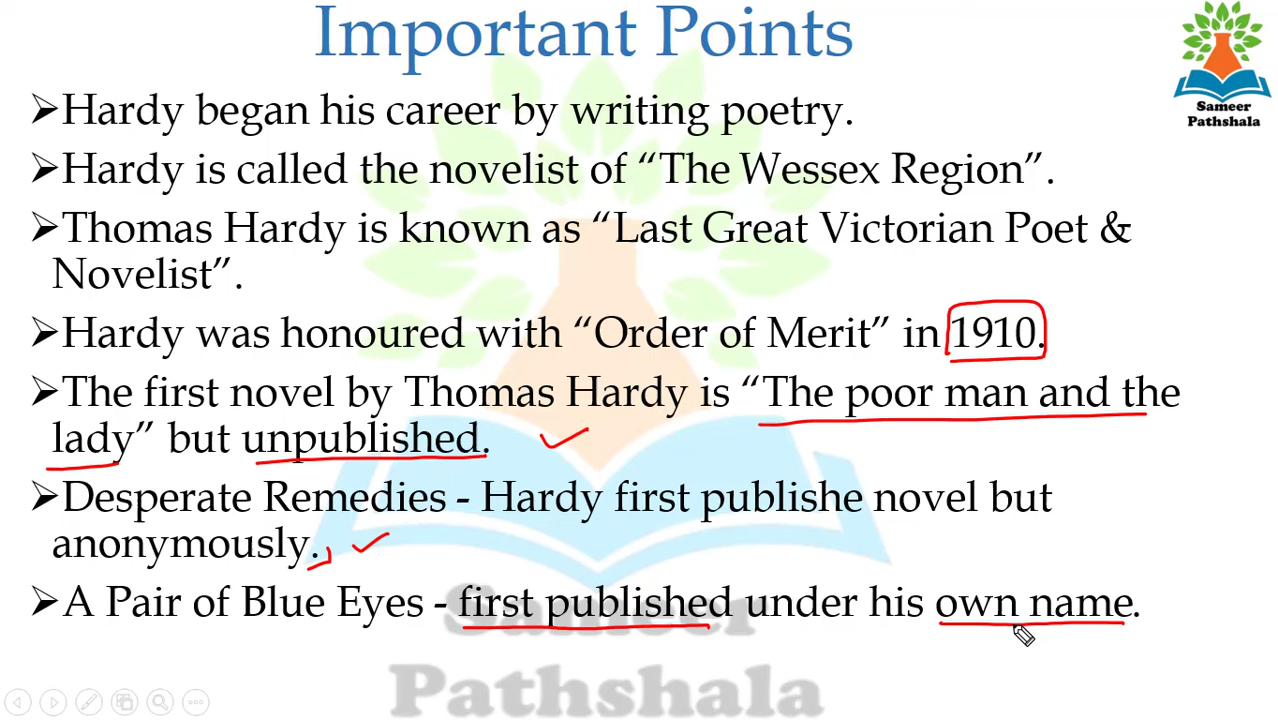 Important Points
Sameer
Pathshala
➢Hardy began his career by writing poetry.
➢Hardy is called the novelist of “The Wessex Region”.
➢Thomas Hardy is known as “Last Great Victorian Poet &
Novelist”.
➢Hardy was honoured with “Order of Merit” in 1910.
➢The first novel by Thomas Hardy is “The poor man and the
lady” but unpublished.
➢Desperate Remedies - Hardy first publishe novel but
anonymously.
➢A Pair of Blue Eyes - first published under his own name.
Sameer
Pathshala